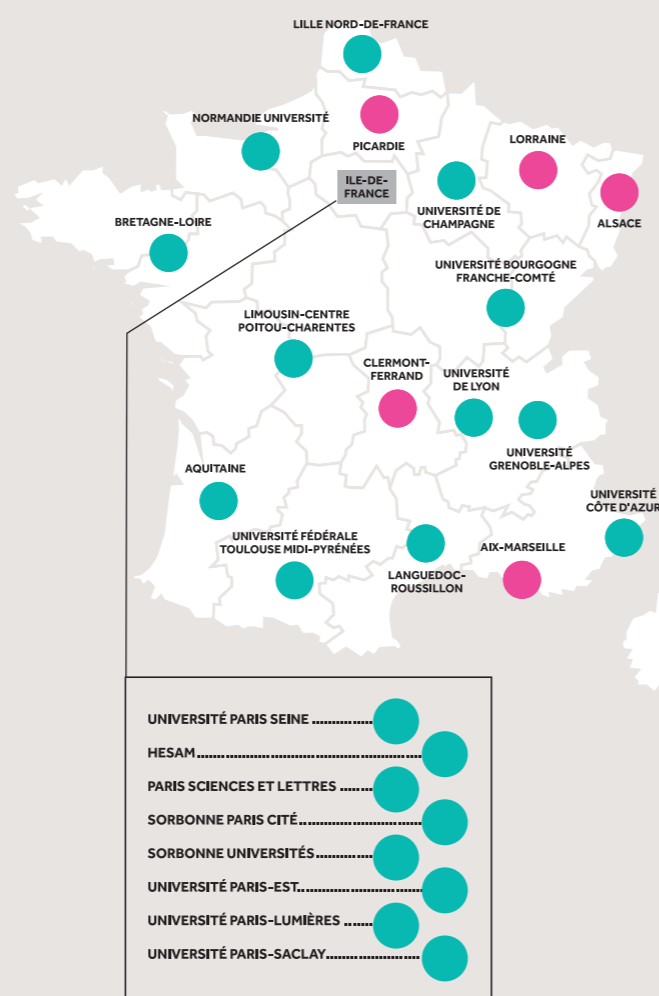 LILLE NORD-DE-FRANCE
NORMANDIE UNIVERSITÉ
PICARDIE
LORRAINE
ILE-DE-
FRANCE
ALSACE
UNIVERSITÉ DE
CHAMPAGNE
BRETAGNE-LOIRE
UNIVERSITÉ BOURGOGNE
FRANCHE-COMTÉ
LIMOUSIN-CENTRE
POITOU-CHARENTES
CLERMONT-
FERRAND
UNIVERSITÉ
DE LYON
UNIVERSITÉ
GRENOBLE-ALPES
AQUITAINE
UNIVERSITÉ
CÔTE D'AZUR
UNIVERSITÉ FÉDÉRALE
TOULOUSE MIDI-PYRÉNÉES
LANGUEDOC-
ROUSSILLON
AIX-MARSEILLE
UNIVERSITÉ PARIS SEINE
HESAM
PARIS SCIENCES ET LETTRES
SORBONNE PARIS CITÉ
SORBONNE UNIVERSITÉS
UNIVERSITÉ PARIS-EST
UNIVERSITÉ PARIS-LUMIÈRES
UNIVERSITÉ PARIS-SACLAY